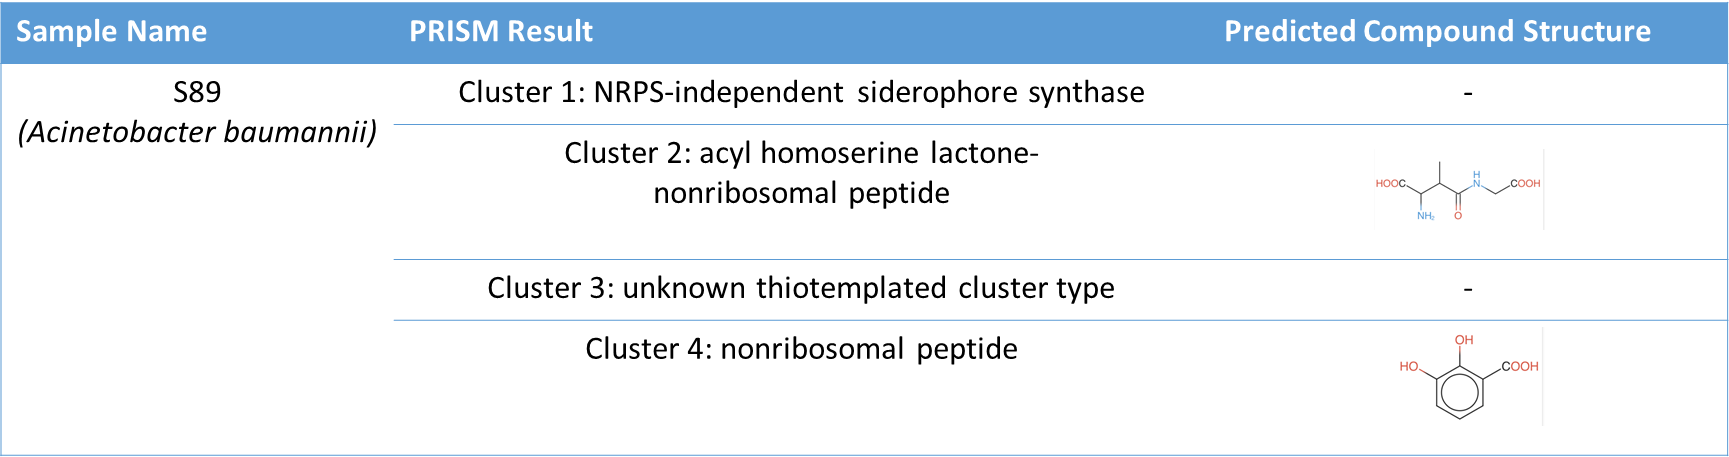 Sample Name PRISM Result Predicted Compound Structure
S89 Cluster 1: NRPS-independent siderophore synthase -
(Acinetobacter baumannii)
Cluster 2: acyl homoserine lactone-
nonribosomal peptide
H
HOOC N COOH
NH₂ O
Cluster 3: unknown thiotemplated cluster type -
Cluster 4: nonribosomal peptide
OH
HO COOH